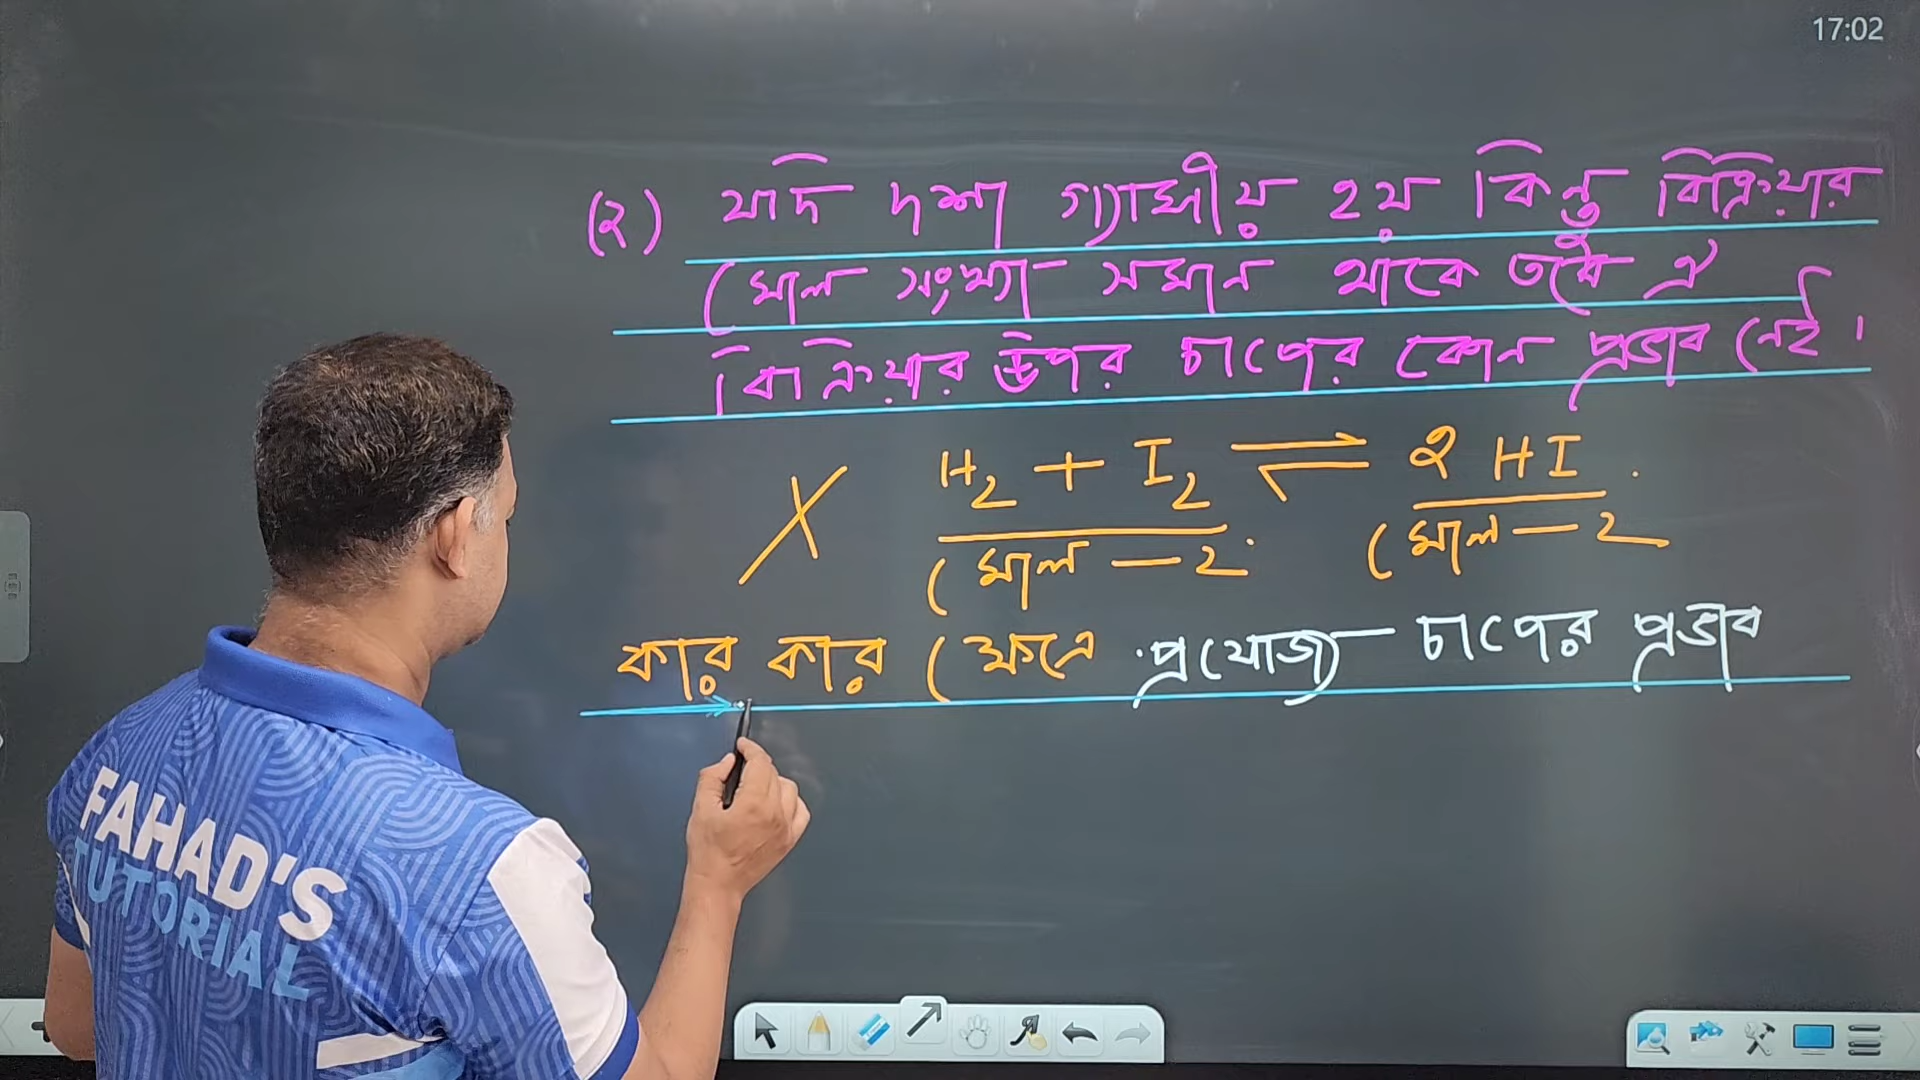 17:02
(২) যদি দশা গ্যাসীয় হয় কিন্তু বিক্রিয়ার
মোল সংখ্যা সমান থাকে তবে ঐ
বিক্রিয়ার উপর চাপের কোন প্রভাব নেই।
X H₂ + I₂ ⇌ 2 HI .
মোল — ২ মোল — ২
কার কার ক্ষেত্রে প্রযোজ্য চাপের প্রভাব
FAHAD'S
TUTORIAL